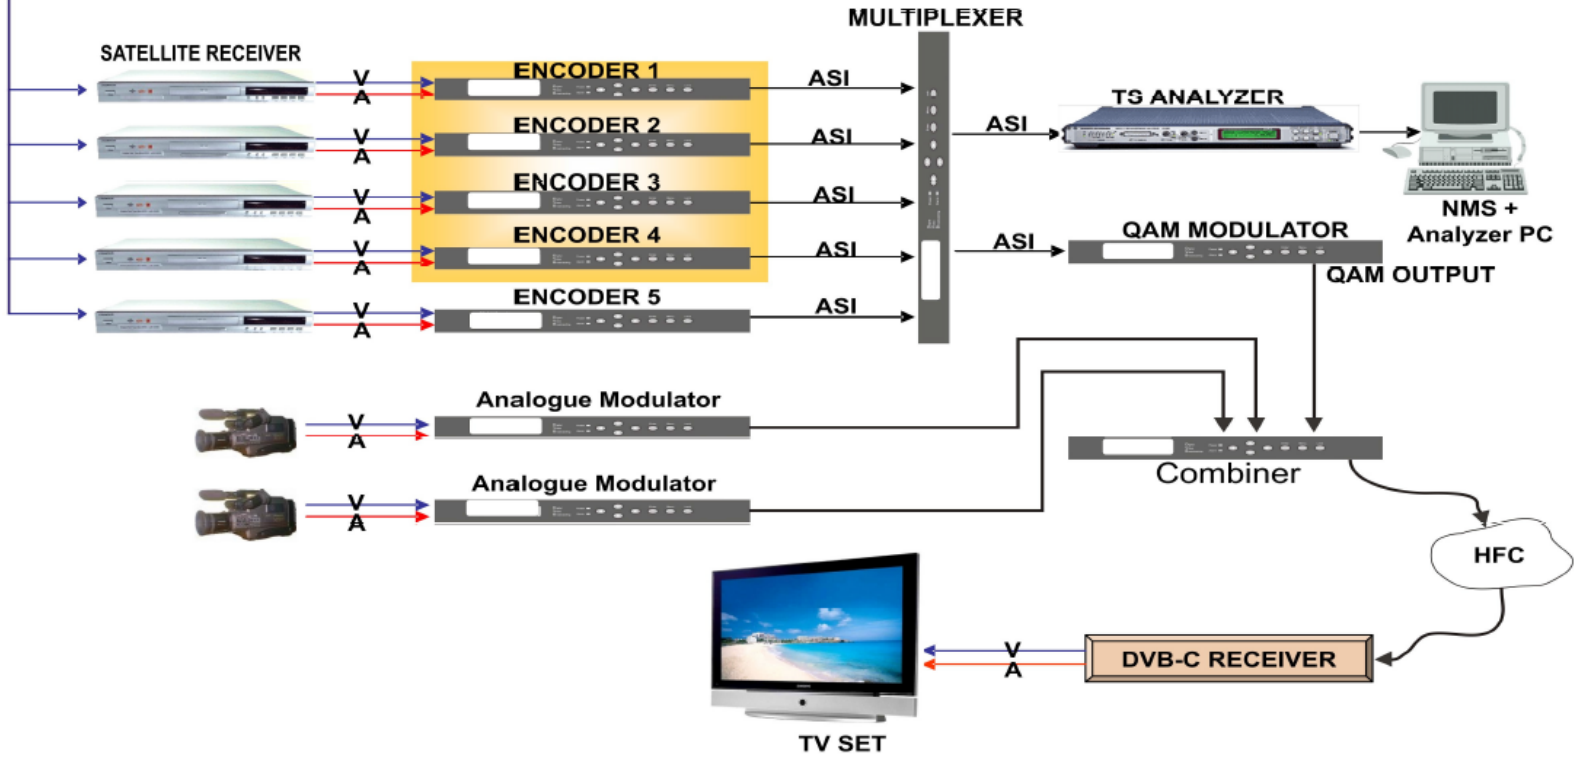 MULTIPLEXER
SATELLITE RECEIVER
V
A
ENCODER 1
ASI
V
A
ENCODER 2
ASI
V
A
ENCODER 3
ASI
V
A
ENCODER 4
ASI
V
A
ENCODER 5
ASI
ASI
TS ANALYZER
NMS +
Analyzer PC
ASI
QAM MODULATOR
QAM OUTPUT
V
A
Analogue Modulator
V
A
Analogue Modulator
Combiner
HFC
DVB-C RECEIVER
V
A
TV SET